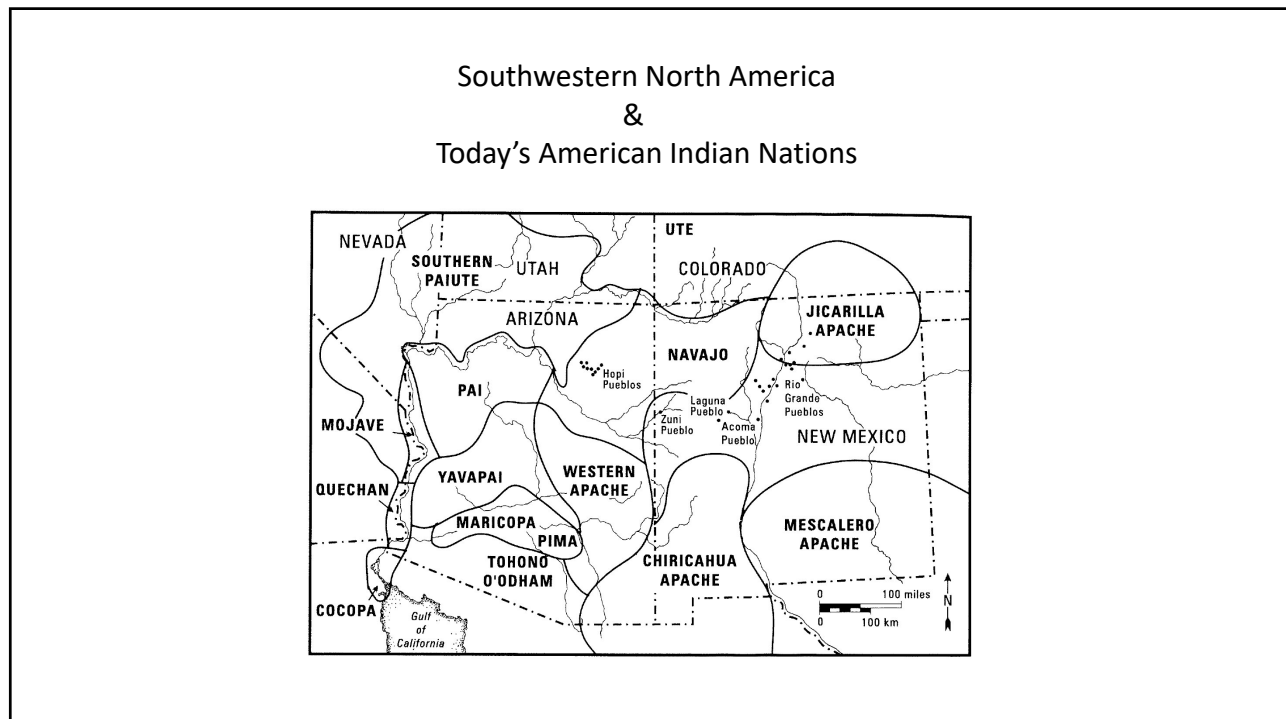 Southwestern North America
&
Today's American Indian Nations
NEVADA
SOUTHERN
PAIUTE
UTAH
UTE
COLORADO
JICARILLA
APACHE
ARIZONA
NAVAJO
Hopi
Pueblos
PAI
Laguna
Pueblo
Zuni
Pueblo
Acoma
Pueblo
Rio
Grande
Pueblos
NEW MEXICO
MOJAVE
YAVAPAI
WESTERN
APACHE
QUECHAN
MARICOPA
PIMA
MESCALERO
APACHE
TOHONO
O'ODHAM
CHIRICAHUA
APACHE
COCOPA
Gulf
of
California
0 100 miles
0 100 km
N